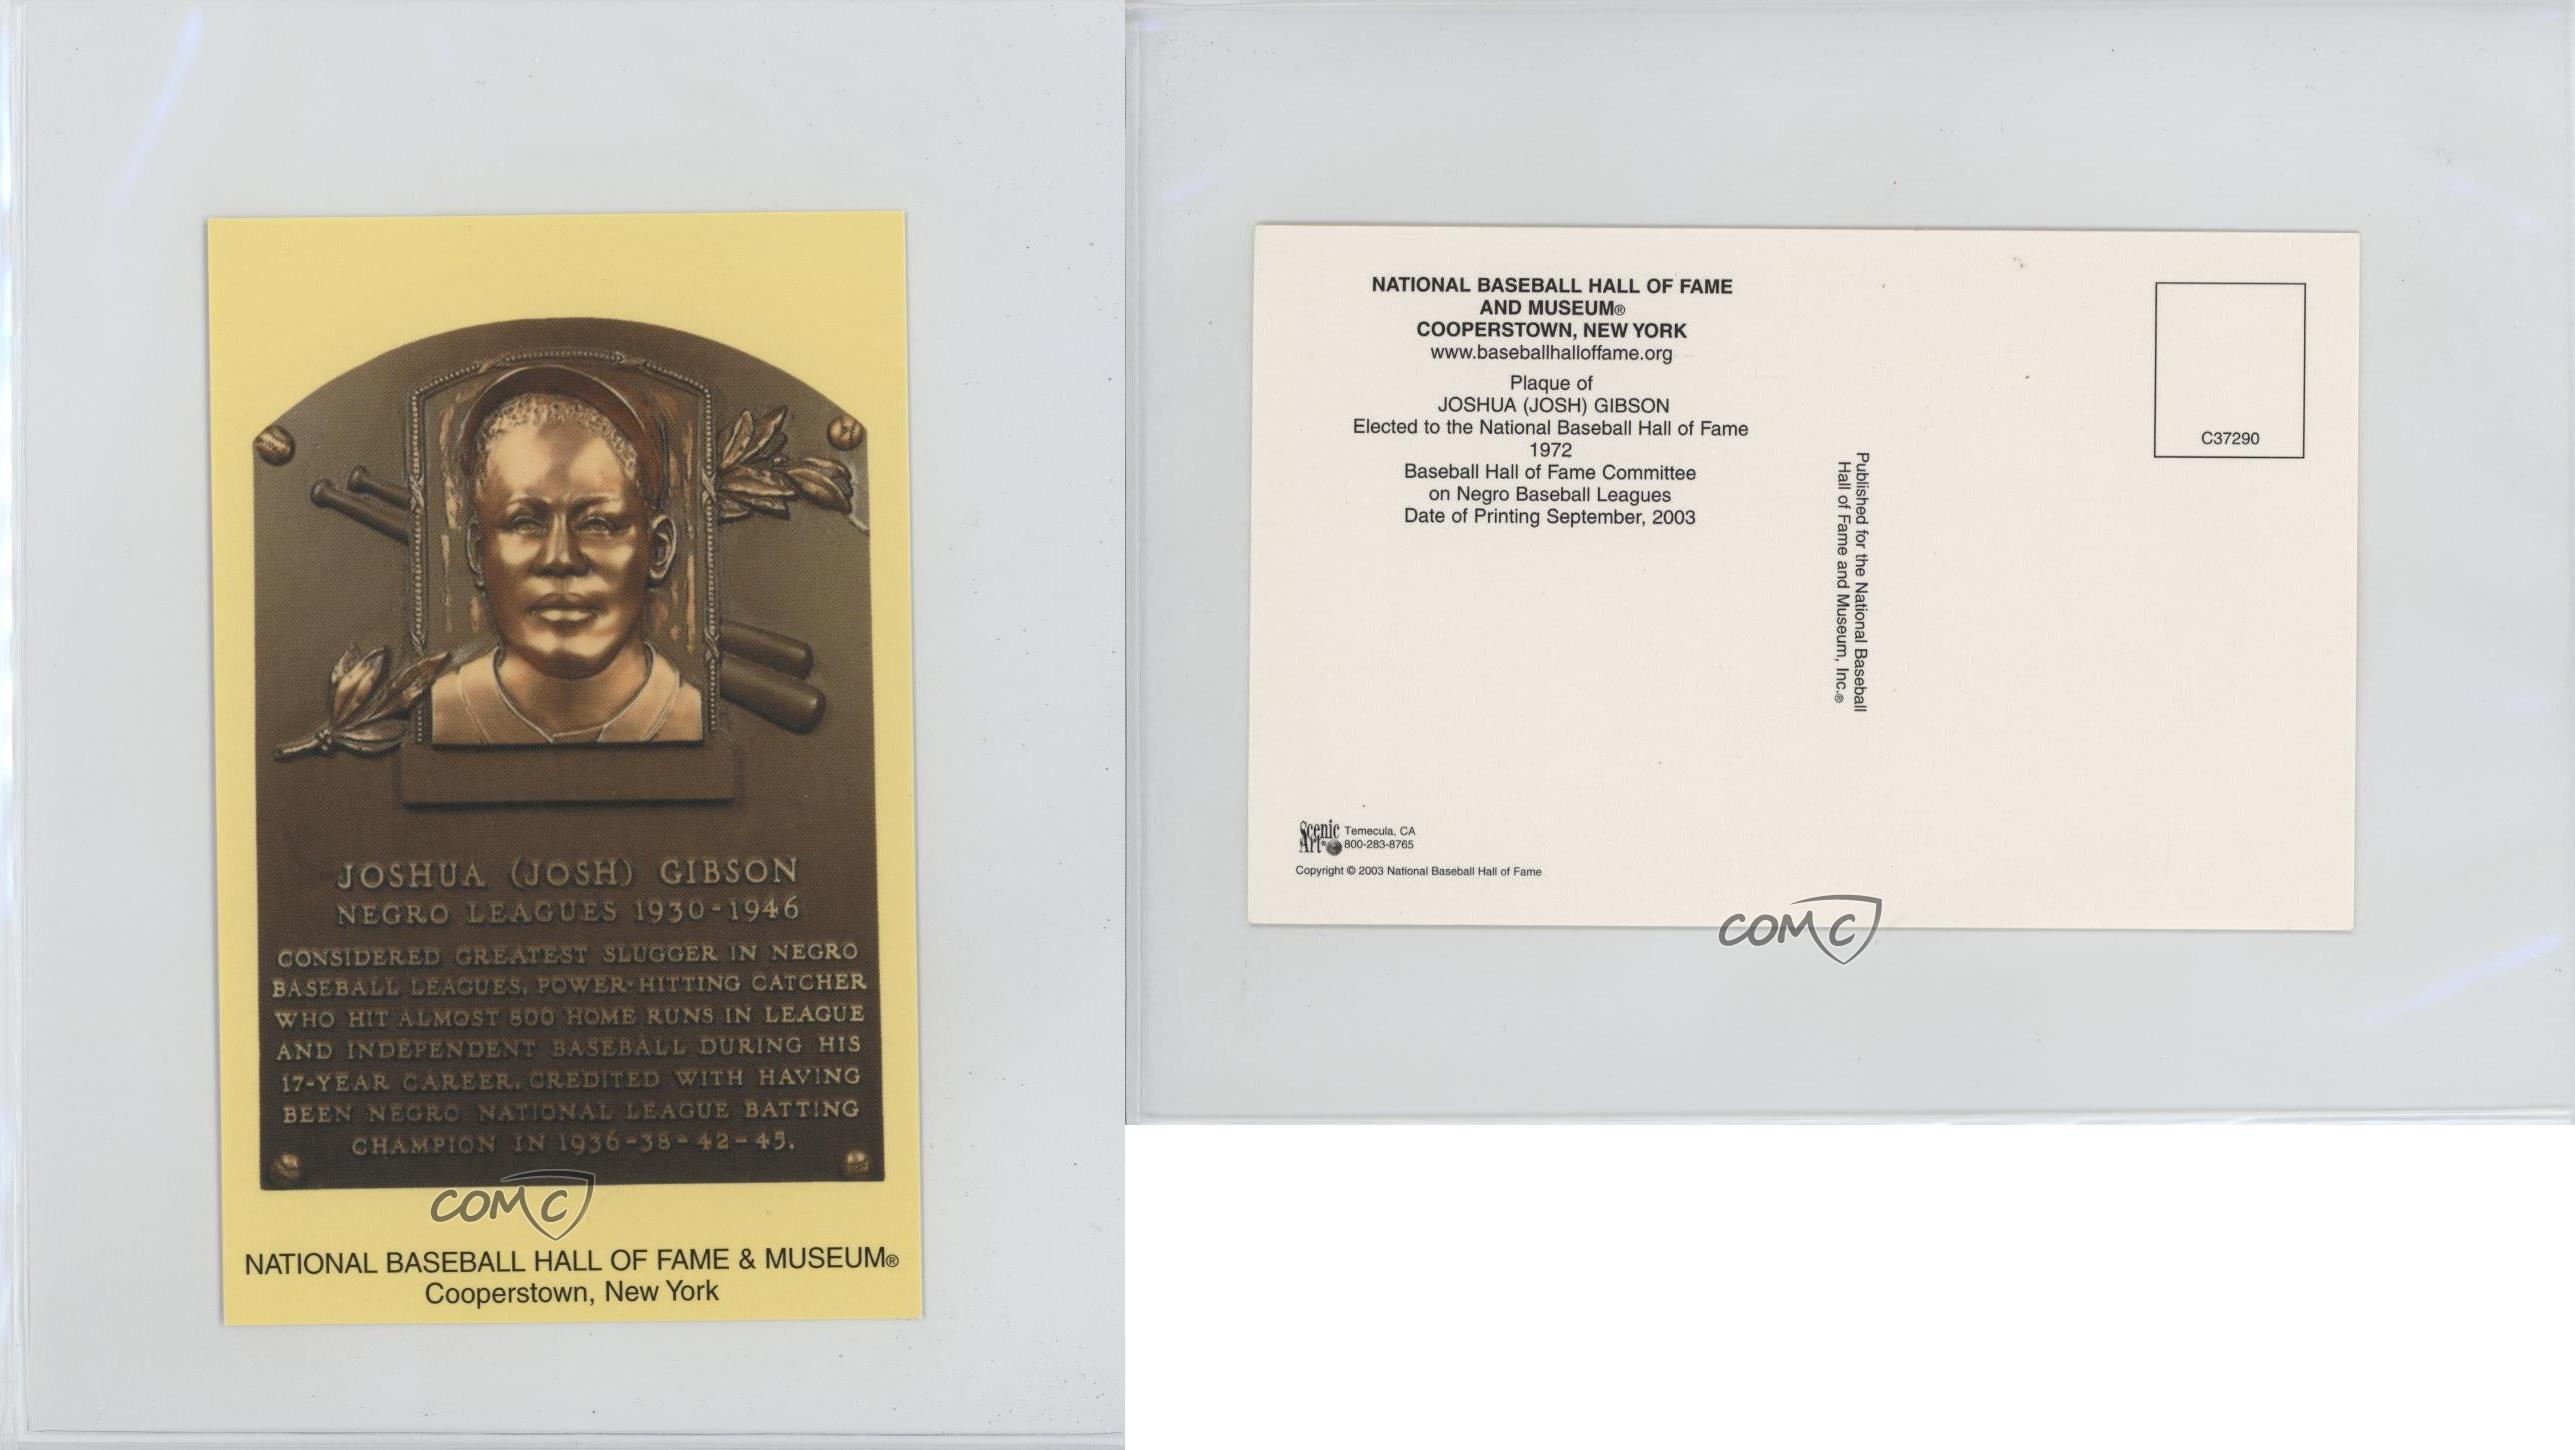 JOSHUA (JOSH) GIBSON
NEGRO LEAGUES 1930-1946
CONSIDERED GREATEST SLUGGER IN NEGRO
BASEBALL LEAGUES. POWER-HITTING CATCHER
WHO HIT ALMOST 800 HOME RUNS IN LEAGUE
AND INDEPENDENT BASEBALL DURING HIS
17-YEAR CAREER. CREDITED WITH HAVING
BEEN NEGRO NATIONAL LEAGUE BATTING
CHAMPION IN 1936-38-42-45.
COMC
NATIONAL BASEBALL HALL OF FAME & MUSEUM®
Cooperstown, New York
NATIONAL BASEBALL HALL OF FAME
AND MUSEUM®
COOPERSTOWN, NEW YORK
www.baseballhalloffame.org
Plaque of
JOSHUA (JOSH) GIBSON
Elected to the National Baseball Hall of Fame
1972
Baseball Hall of Fame Committee
on Negro Baseball Leagues
Date of Printing September, 2003
Published for the National Baseball
Hall of Fame and Museum, Inc.®
C37290
Scenic
Art®
Temecula, CA
800-283-8765
Copyright © 2003 National Baseball Hall of Fame
COMC